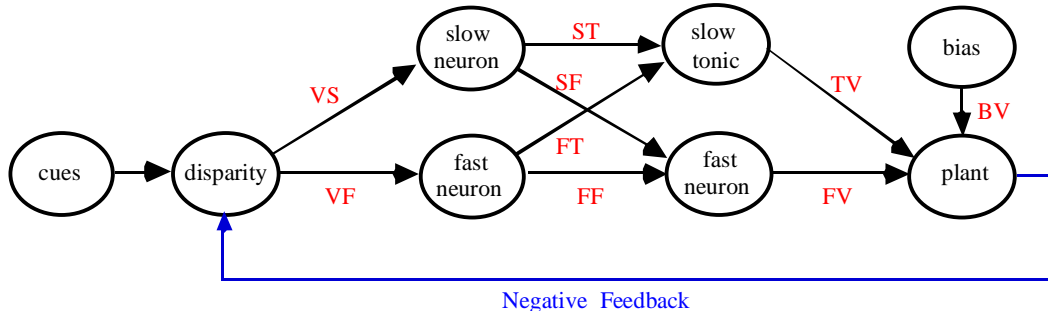 slow
neuron
ST
slow
tonic
bias
VS
SF
TV
BV
cues
disparity
fast
neuron
FT
fast
neuron
plant
VF
FF
FV
Negative Feedback